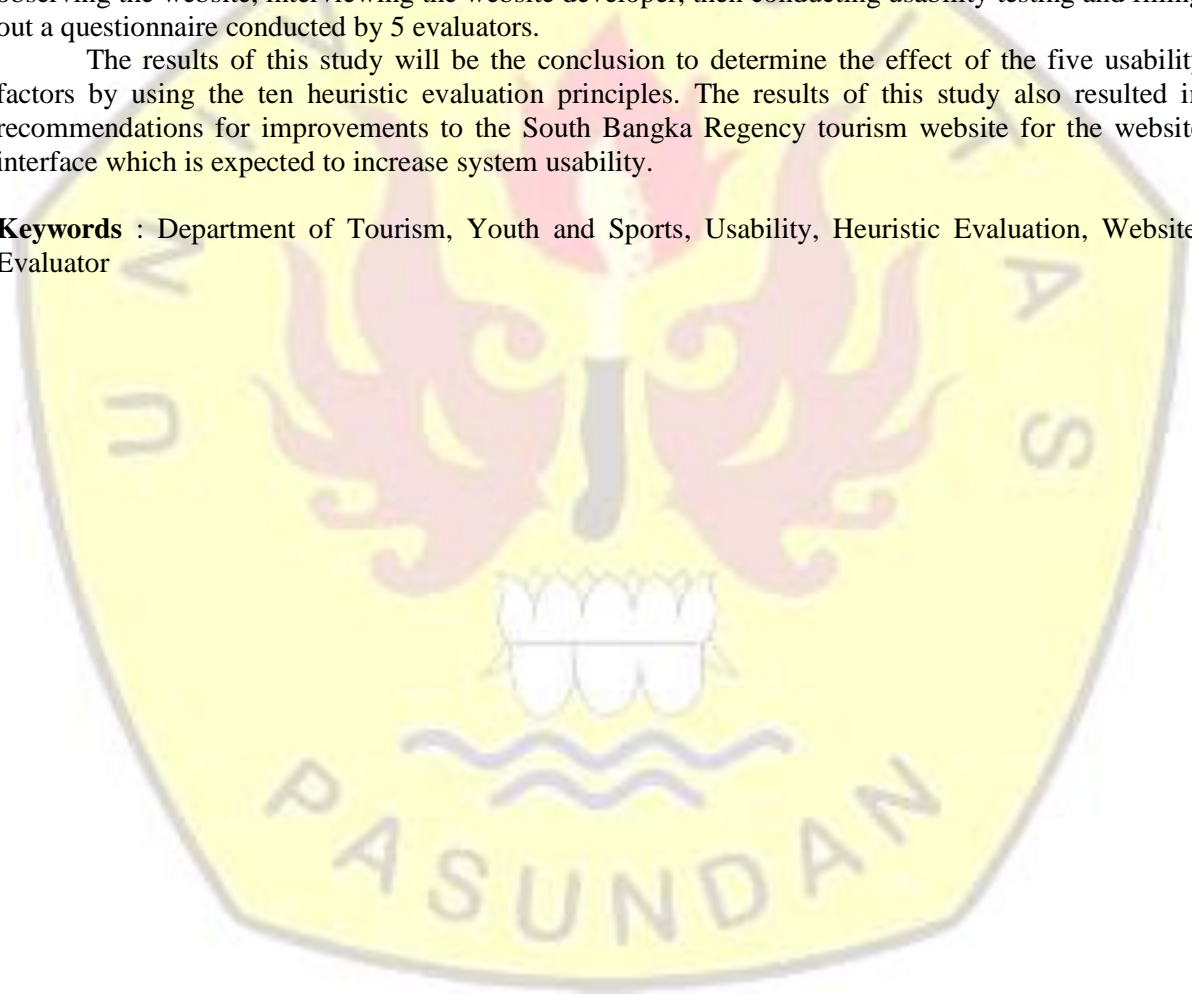 observing the website, interviewing the website developer, then conducting usability testing and filling
out a questionnaire conducted by 5 evaluators.
The results of this study will be the conclusion to determine the effect of the five usability
factors by using the ten heuristic evaluation principles. The results of this study also resulted in
recommendations for improvements to the South Bangka Regency tourism website for the website
interface which is expected to increase system usability.
Keywords : Department of Tourism, Youth and Sports, Usability, Heuristic Evaluation, Website
Evaluator
UNIVERSITAS
PASUNDAN